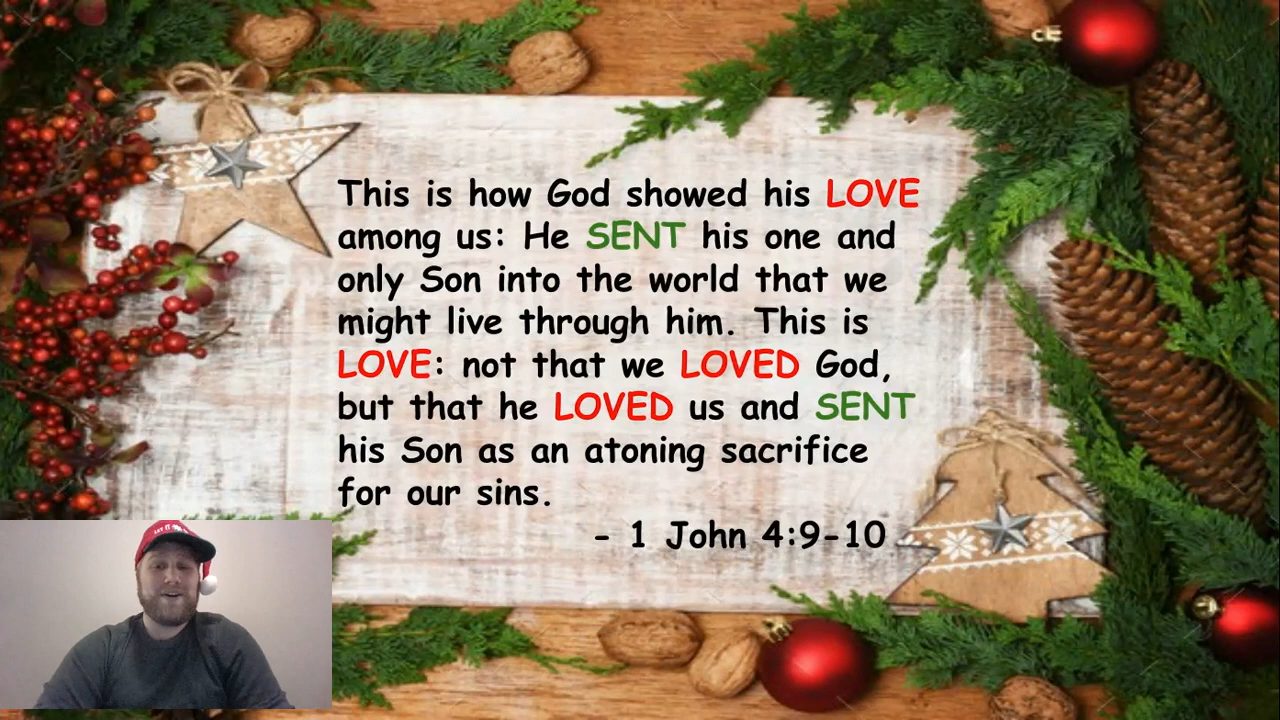 This is how God showed his LOVE
among us: He SENT his one and
only Son into the world that we
might live through him. This is
LOVE: not that we LOVED God,
but that he LOVED us and SENT
his Son as an atoning sacrifice
for our sins.
- 1 John 4:9-10